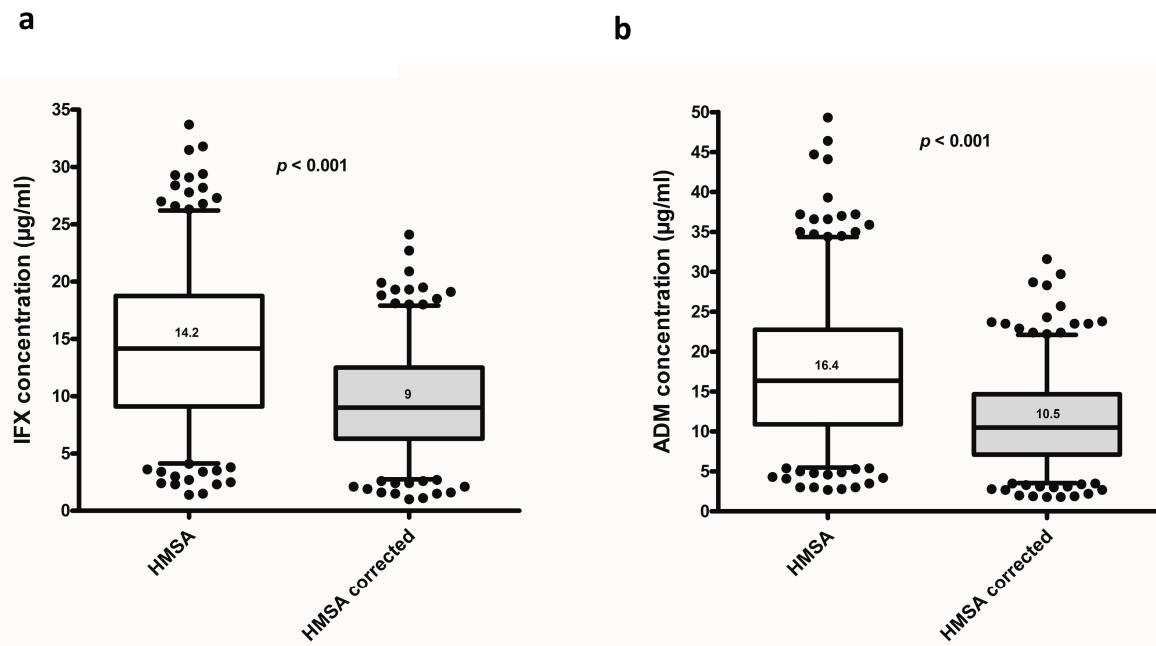 a
b
IFX concentration (µg/ml)
35
30
25
20
15
10
5
0
p < 0.001
14.2
9
HMSA
HMSA corrected
ADM concentration (µg/ml)
50
45
40
35
30
25
20
15
10
5
0
p < 0.001
16.4
10.5
HMSA
HMSA corrected